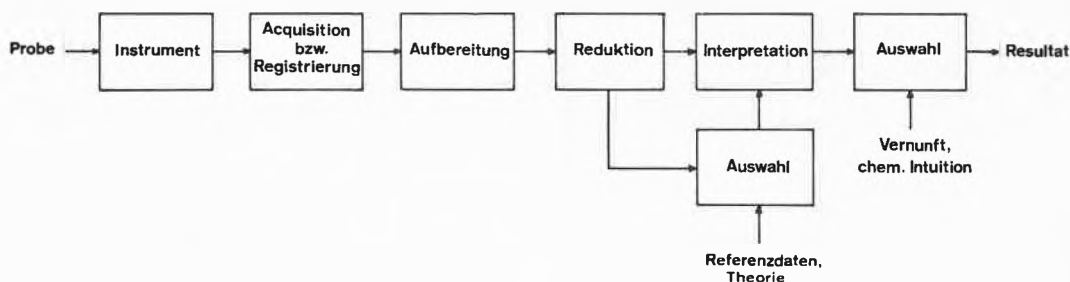 Probe
Instrument
Acquisition
bzw.
Registrierung
Aufbereitung
Reduktion
Interpretation
Auswahl
Resultat
Auswahl
Vernunft,
chem. Intuition
Referenzdaten,
Theorie